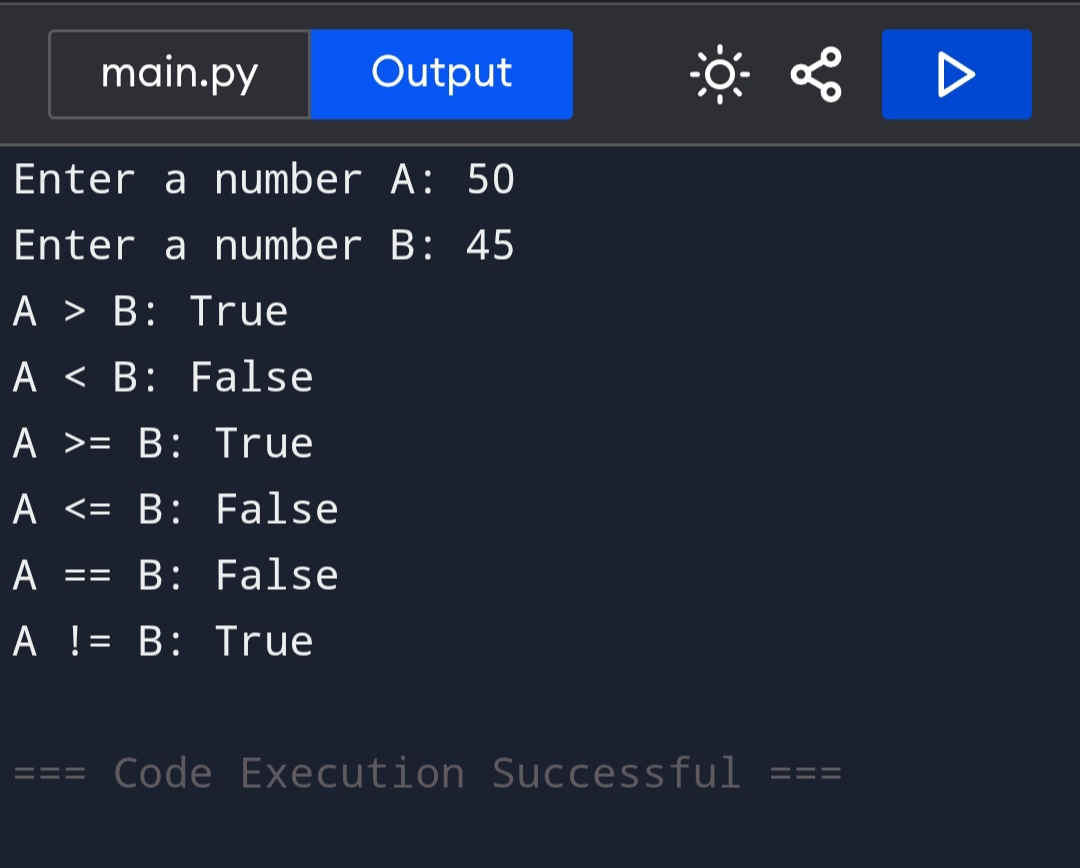 main.py Output
Enter a number A: 50
Enter a number B: 45
A > B: True
A < B: False
A >= B: True
A <= B: False
A == B: False
A != B: True
=== Code Execution Successful ===